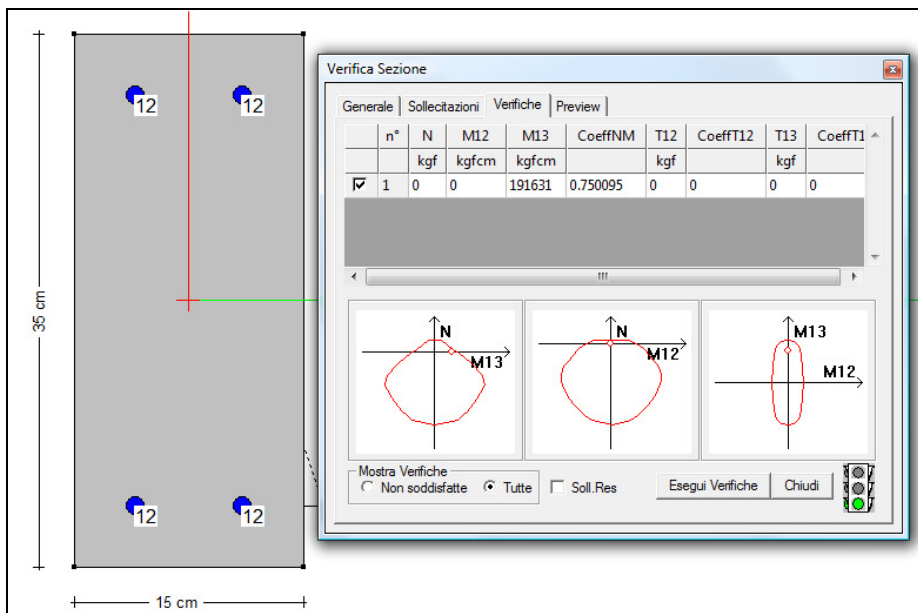 12
12
12
12
35 cm
15 cm
Verifica Sezione
Generale Sollecitazioni Verifiche Preview
n° N M12 M13 CoeffNM T12 CoeffT12 T13 CoeffT1
kgf kgfcm kgfcm kgf kgf
1 0 0 191631 0.750095 0 0 0 0
N
M13
N
M12
M13
M12
Mostra Verifiche
Non soddisfatte Tutte Soll.Res Esegui Verifiche Chiudi